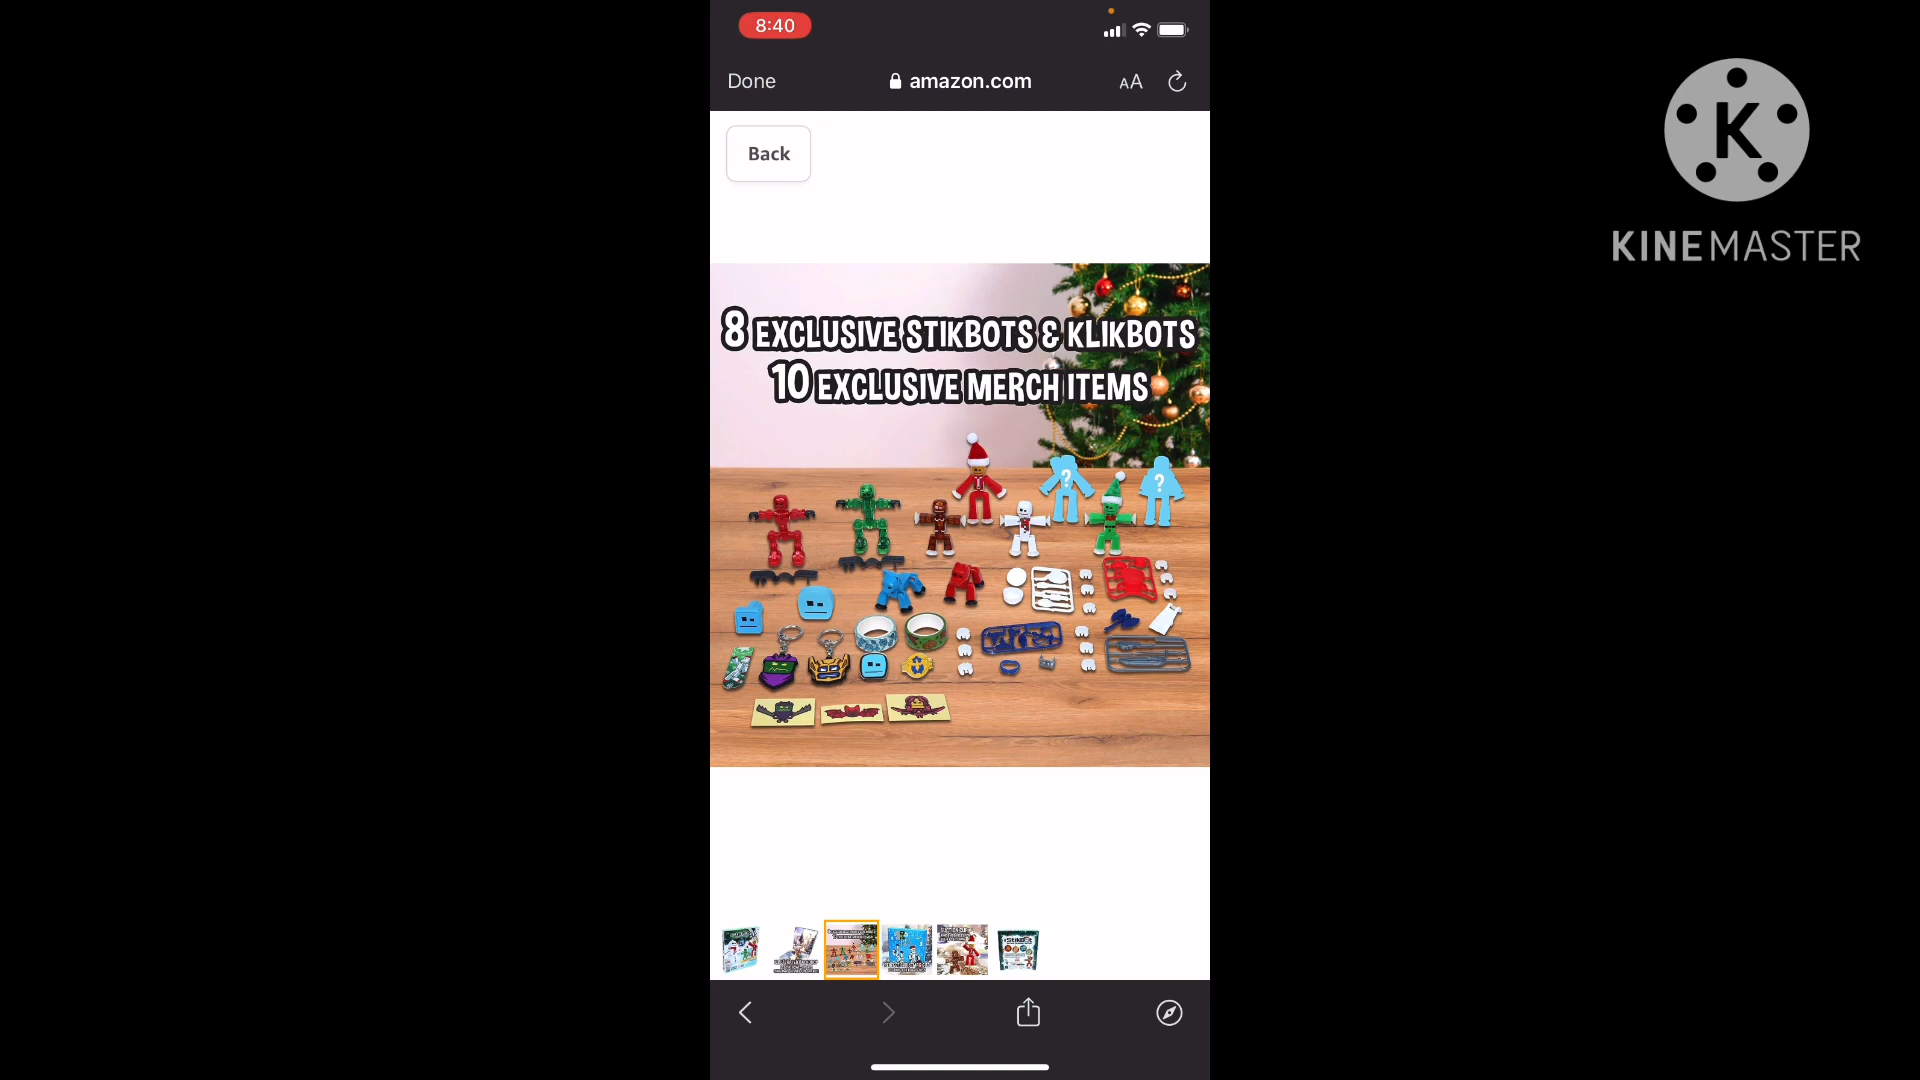 8:40
Done
amazon.com
AA
Back
K
KINEMASTER
8 EXCLUSIVE STIKBOTS & KLIKBOTS
10 EXCLUSIVE MERCH ITEMS
?
?